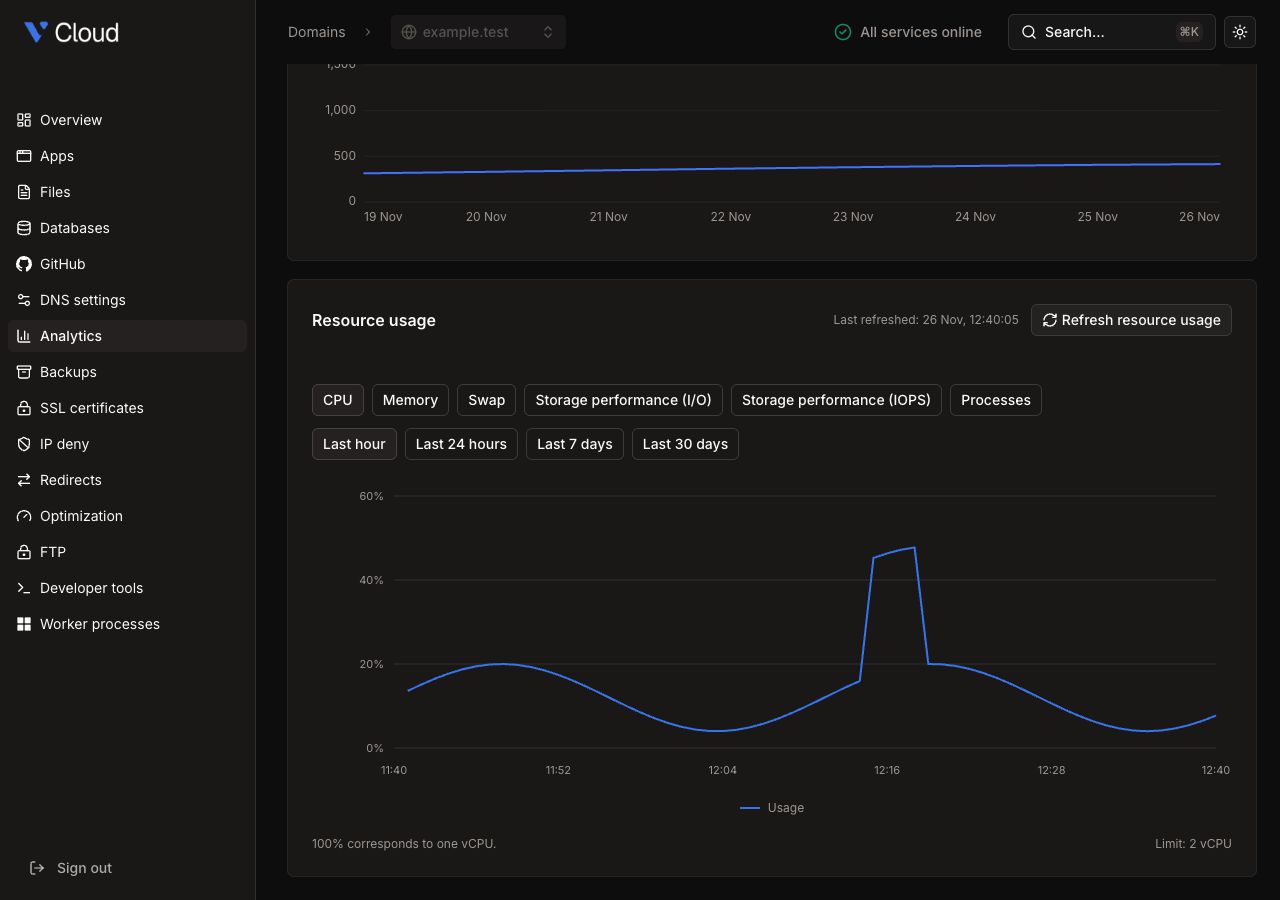 Cloud
Domains
example.test
All services online
Search...
⌘K
Overview
Apps
Files
Databases
GitHub
DNS settings
Analytics
Backups
SSL certificates
IP deny
Redirects
Optimization
FTP
Developer tools
Worker processes
Sign out
1,500
1,000
500
0
19 Nov 20 Nov 21 Nov 22 Nov 23 Nov 24 Nov 25 Nov 26 Nov
Resource usage
Last refreshed: 26 Nov, 12:40:05
Refresh resource usage
CPU Memory Swap Storage performance (I/O) Storage performance (IOPS) Processes
Last hour Last 24 hours Last 7 days Last 30 days
60%
40%
20%
0%
11:40 11:52 12:04 12:16 12:28 12:40
Usage
100% corresponds to one vCPU.
Limit: 2 vCPU